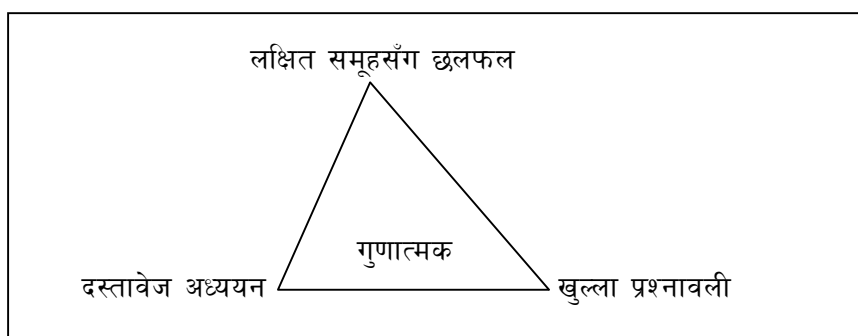 लक्षित समूहसँग छलफल
गुणात्मक
दस्तावेज अध्ययन
खुल्ला प्रश्नावली